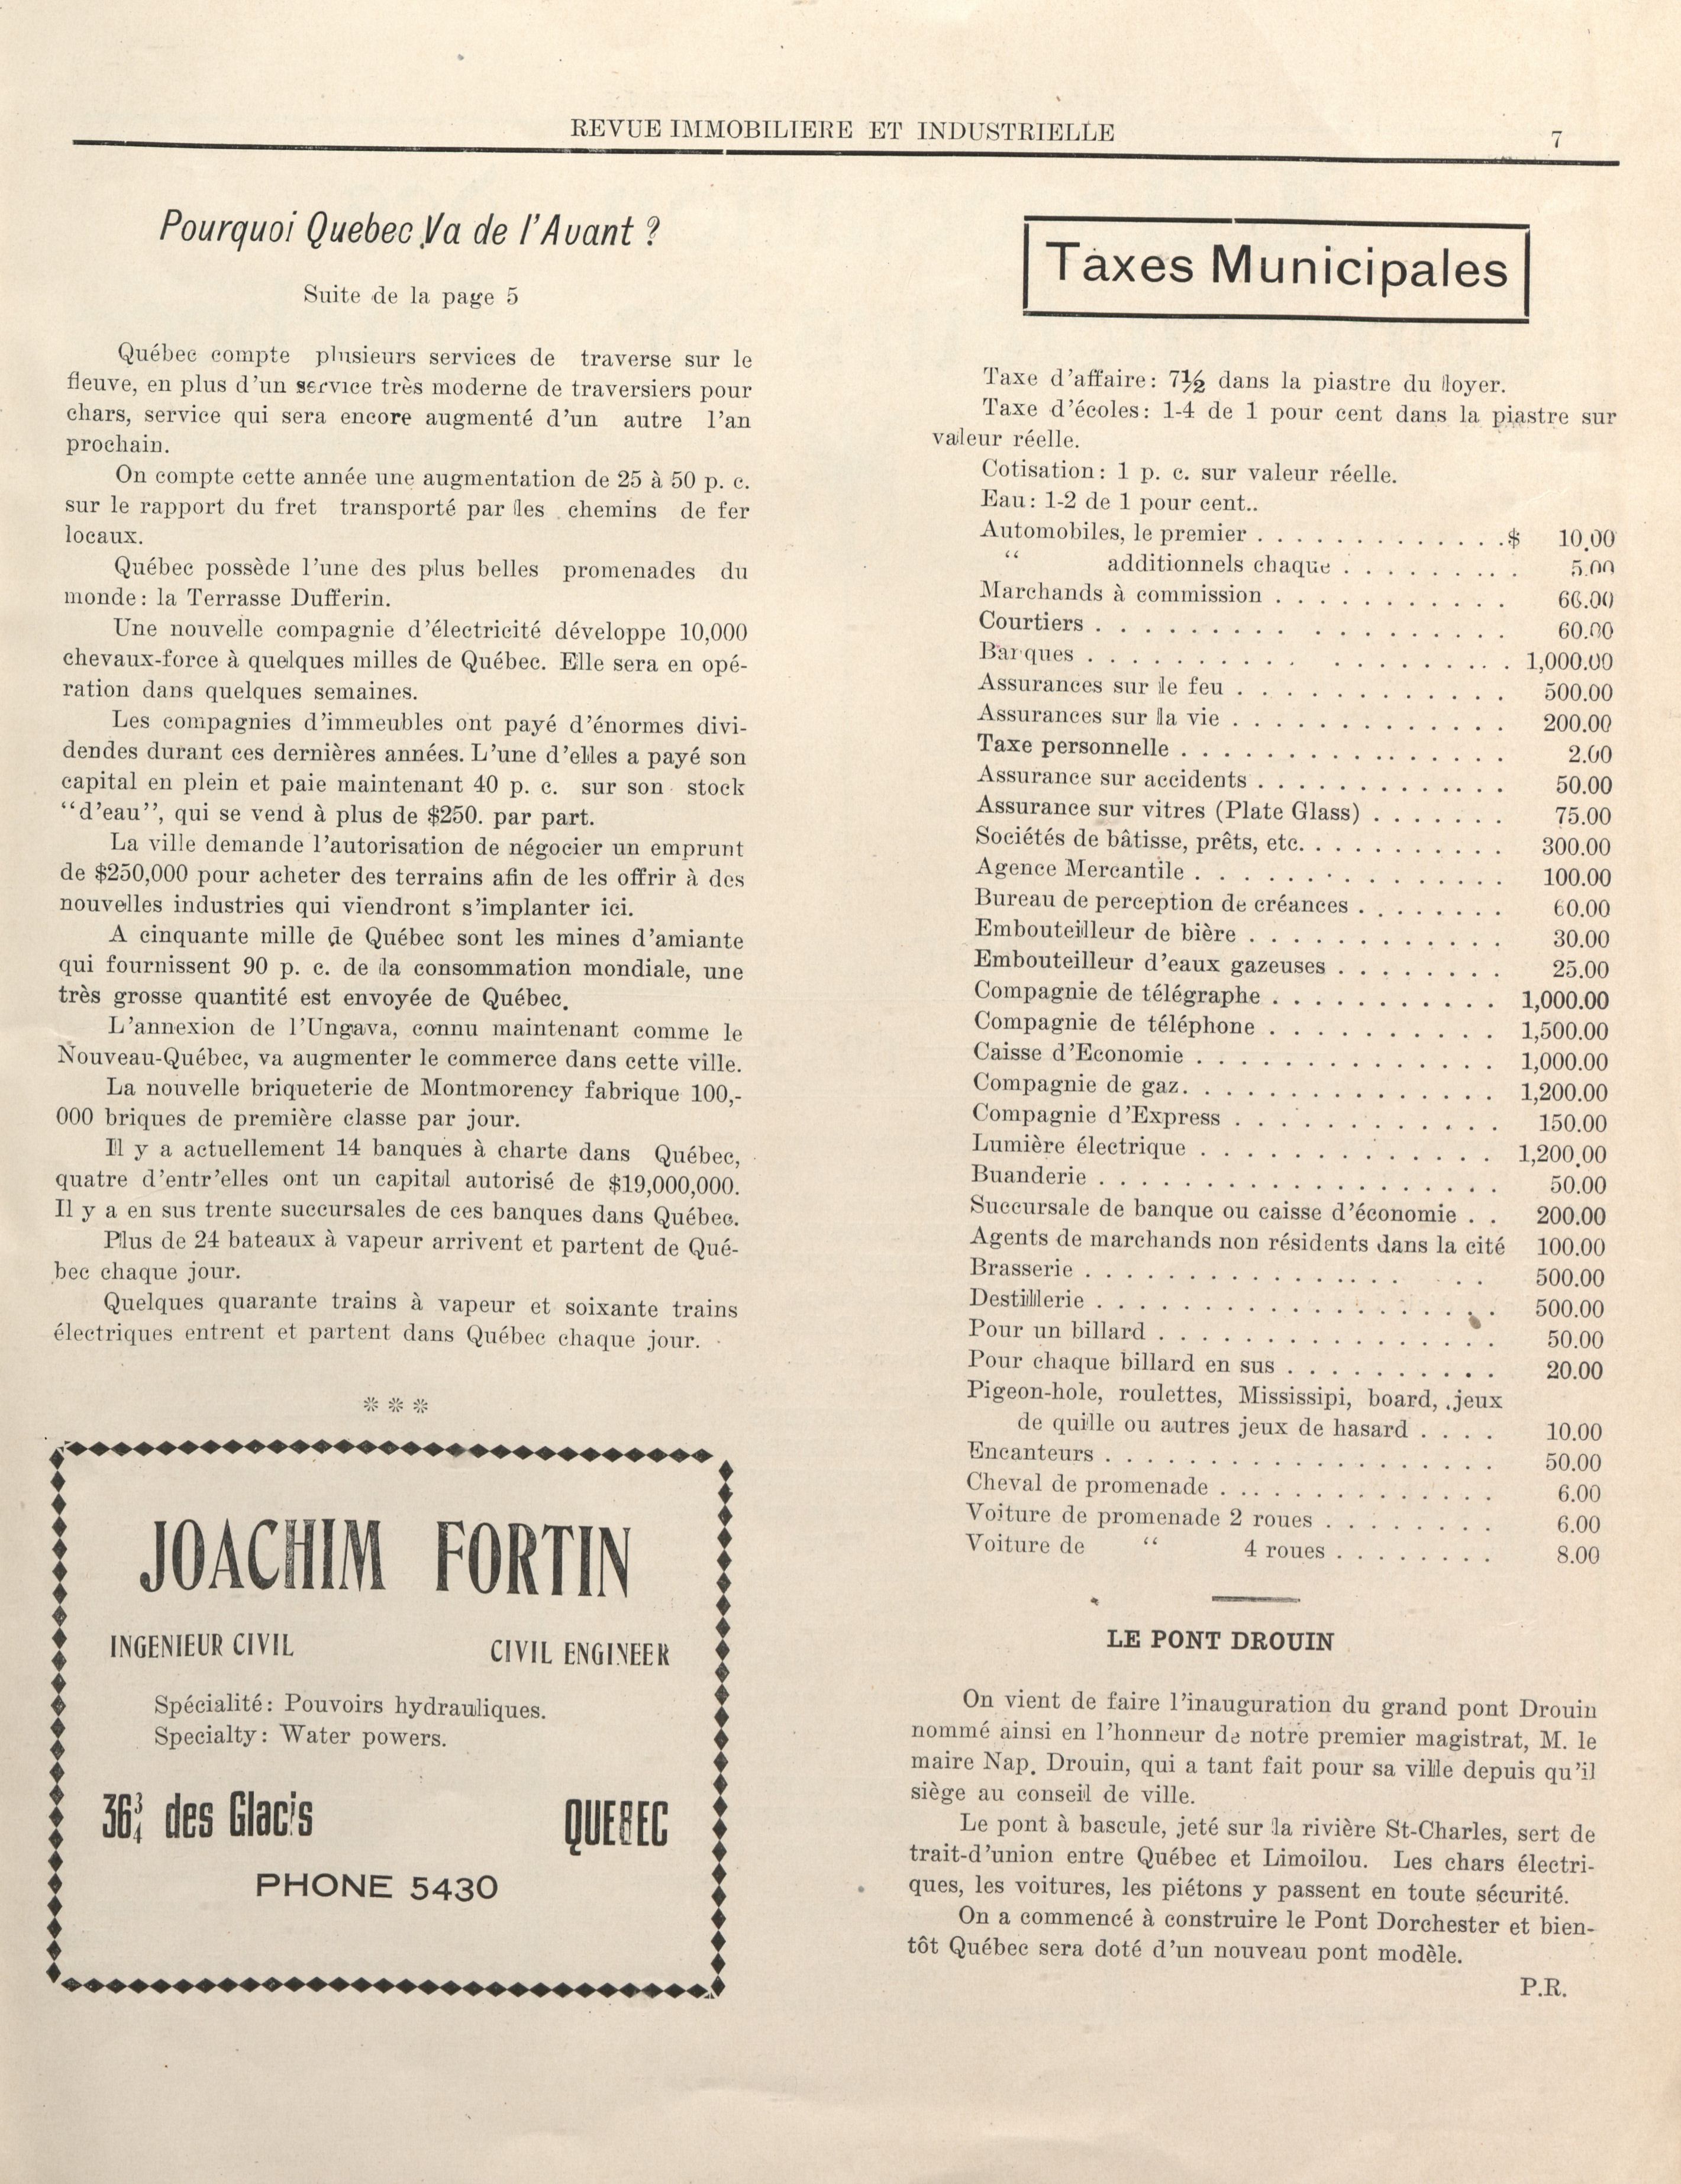 REVUE IMMOBILIERE ET INDUSTRIELLE
7
Pourquoi Quebec Va de l'Avant ?
Suite de la page 5
Québec compte plusieurs services de traverse sur le
fleuve, en plus d'un service très moderne de traversiers pour
chars, service qui sera encore augmenté d'un autre l'an
prochain.
On compte cette année une augmentation de 25 à 50 p. c.
sur le rapport du fret transporté par les chemins de fer
locaux.
Québec possède l'une des plus belles promenades du
monde: la Terrasse Dufferin.
Une nouvelle compagnie d'électricité développe 10,000
chevaux-force à quelques milles de Québec. Elle sera en opé-
ration dans quelques semaines.
Les compagnies d'immeubles ont payé d'énormes divi-
dendes durant ces dernières années. L'une d'elles a payé son
capital en plein et paie maintenant 40 p. c. sur son stock
"d'eau", qui se vend à plus de $250. par part.
La ville demande l'autorisation de négocier un emprunt
de $250,000 pour acheter des terrains afin de les offrir à des
nouvelles industries qui viendront s'implanter ici.
A cinquante mille de Québec sont les mines d'amiante
qui fournissent 90 p. c. de la consommation mondiale, une
très grosse quantité est envoyée de Québec.
L'annexion de l'Ungava, connu maintenant comme le
Nouveau-Québec, va augmenter le commerce dans cette ville.
La nouvelle briqueterie de Montmorency fabrique 100,-
000 briques de première classe par jour.
Il y a actuellement 14 banques à charte dans Québec,
quatre d'entr'elles ont un capital autorisé de $19,000,000.
Il y a en sus trente succursales de ces banques dans Québec.
Plus de 24 bateaux à vapeur arrivent et partent de Qué-
bec chaque jour.
Quelques quarante trains à vapeur et soixante trains
électriques entrent et partent dans Québec chaque jour.
* * *
JOACHIM FORTIN
INGENIEUR CIVIL CIVIL ENGINEER
Spécialité: Pouvoirs hydrauliques.
Specialty: Water powers.
des Glacis QUEBEC
PHONE 5430
Taxes Municipales
Taxe d'affaire: 7½ dans la piastre du loyer.
Taxe d'écoles: 1-4 de 1 pour cent dans la piastre sur
valeur réelle.
Cotisation: 1 p. c. sur valeur réelle.
Eau: 1-2 de 1 pour cent..
Automobiles, le premier . . . . . . . . . . . . . .$ 10.00
" additionnels chaque . . . . . . . . . 5.00
Marchands à commission . . . . . . . . . . . 66.00
Courtiers . . . . . . . . . . . . . . . . . . 60.00
Barques . . . . . . . . . . . . . . . . . . 1,000.00
Assurances sur le feu . . . . . . . . . . . . 500.00
Assurances sur la vie . . . . . . . . . . . . 200.00
Taxe personnelle . . . . . . . . . . . . . . . 2.00
Assurance sur accidents . . . . . . . . . . . . 50.00
Assurance sur vitres (Plate Glass) . . . . . . . 75.00
Sociétés de bâtisse, prêts, etc. . . . . . . . . . . 300.00
Agence Mercantile . . . . . . . . . . . . . . . 100.00
Bureau de perception de créances . . . . . . . . 60.00
Embouteilleur de bière . . . . . . . . . . . . 30.00
Embouteilleur d'eaux gazeuses . . . . . . . . 25.00
Compagnie de télégraphe . . . . . . . . . . . 1,000.00
Compagnie de téléphone . . . . . . . . . . . 1,500.00
Caisse d'Economie . . . . . . . . . . . . . . 1,000.00
Compagnie de gaz. . . . . . . . . . . . . . . 1,200.00
Compagnie d'Express . . . . . . . . . . . . . 150.00
Lumière électrique . . . . . . . . . . . . . . 1,200.00
Buanderie . . . . . . . . . . . . . . . . . . . 50.00
Succursale de banque ou caisse d'économie . . 200.00
Agents de marchands non résidents dans la cité 100.00
Brasserie . . . . . . . . . . . . . . . . . . 500.00
Destilllerie . . . . . . . . . . . . . . . . . . 500.00
Pour un billard . . . . . . . . . . . . . . . . 50.00
Pour chaque billard en sus . . . . . . . . . . 20.00
Pigeon-hole, roulettes, Mississipi, board, .jeux
de quille ou autres jeux de hasard . . . . 10.00
Encanteurs . . . . . . . . . . . . . . . . . . 50.00
Cheval de promenade . . . . . . . . . . . . . . 6.00
Voiture de promenade 2 roues . . . . . . . . 6.00
Voiture de " 4 roues . . . . . . . . 8.00
LE PONT DROUIN
On vient de faire l'inauguration du grand pont Drouin
nommé ainsi en l'honneur de notre premier magistrat, M. le
maire Nap. Drouin, qui a tant fait pour sa ville depuis qu'il
siège au conseil de ville.
Le pont à bascule, jeté sur la rivière St-Charles, sert de
trait-d'union entre Québec et Limoilou. Les chars électri-
ques, les voitures, les piétons y passent en toute sécurité.
On a commencé à construire le Pont Dorchester et bien-
tôt Québec sera doté d'un nouveau pont modèle.
P.R.